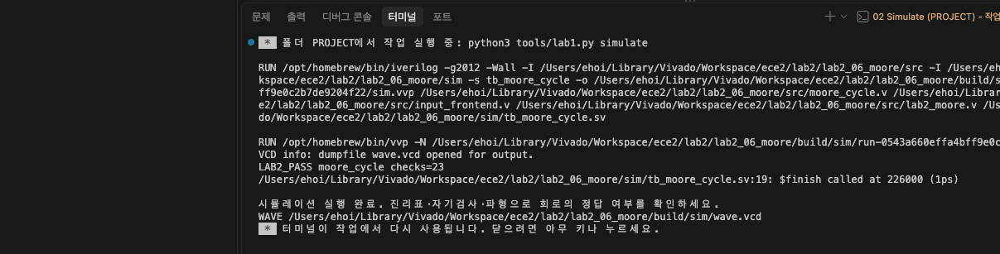 문제 출력 디버그 콘솔 터미널 포트
02 Simulate (PROJECT) - 작업
* 폴더 PROJECT에서 작업 실행 중: python3 tools/lab1.py simulate
RUN /opt/homebrew/bin/iverilog -g2012 -Wall -I /Users/ehoi/Library/Vivado/Workspace/ece2/lab2/lab2_06_moore/src -I /Users/eh
kspace/ece2/lab2/lab2_06_moore/sim -s tb_moore_cycle -o /Users/ehoi/Library/Vivado/Workspace/ece2/lab2/lab2_06_moore/build/s
ff9e0c2b7de9204f22/sim.vvp /Users/ehoi/Library/Vivado/Workspace/ece2/lab2/lab2_06_moore/src/moore_cycle.v /Users/ehoi/Librar
e2/lab2/lab2_06_moore/src/input_frontend.v /Users/ehoi/Library/Vivado/Workspace/ece2/lab2/lab2_06_moore/src/lab2_moore.v /Us
do/Workspace/ece2/lab2/lab2_06_moore/sim/tb_moore_cycle.sv
RUN /opt/homebrew/bin/vvp -N /Users/ehoi/Library/Vivado/Workspace/ece2/lab2/lab2_06_moore/build/sim/run-0543a660effa4bff9e0c
VCD info: dumpfile wave.vcd opened for output.
LAB2_PASS moore_cycle checks=23
/Users/ehoi/Library/Vivado/Workspace/ece2/lab2/lab2_06_moore/sim/tb_moore_cycle.sv:19: $finish called at 226000 (1ps)
시뮬레이션 실행 완료. 진리표·자기검사·파형으로 회로의 정답 여부를 확인하세요.
WAVE /Users/ehoi/Library/Vivado/Workspace/ece2/lab2/lab2_06_moore/build/sim/wave.vcd
* 터미널이 작업에서 다시 사용됩니다. 닫으려면 아무 키나 누르세요.